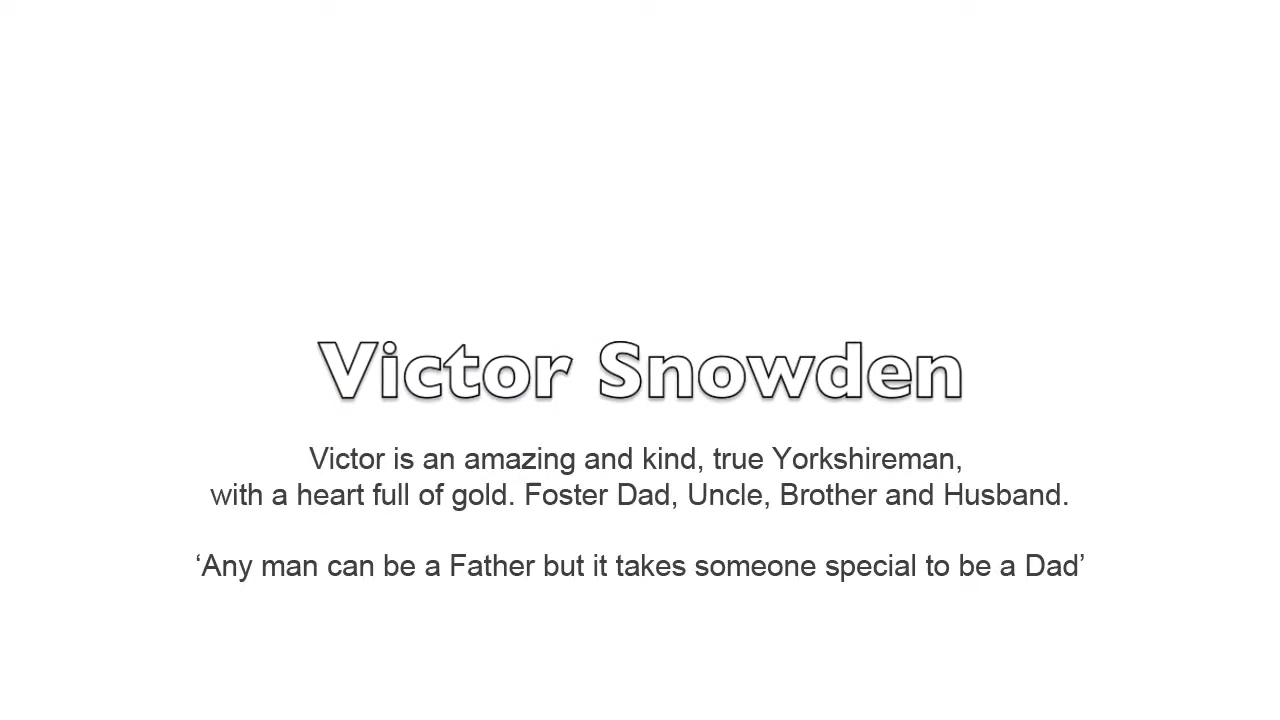 Victor Snowden
Victor is an amazing and kind, true Yorkshireman,
with a heart full of gold. Foster Dad, Uncle, Brother and Husband.
‘Any man can be a Father but it takes someone special to be a Dad’